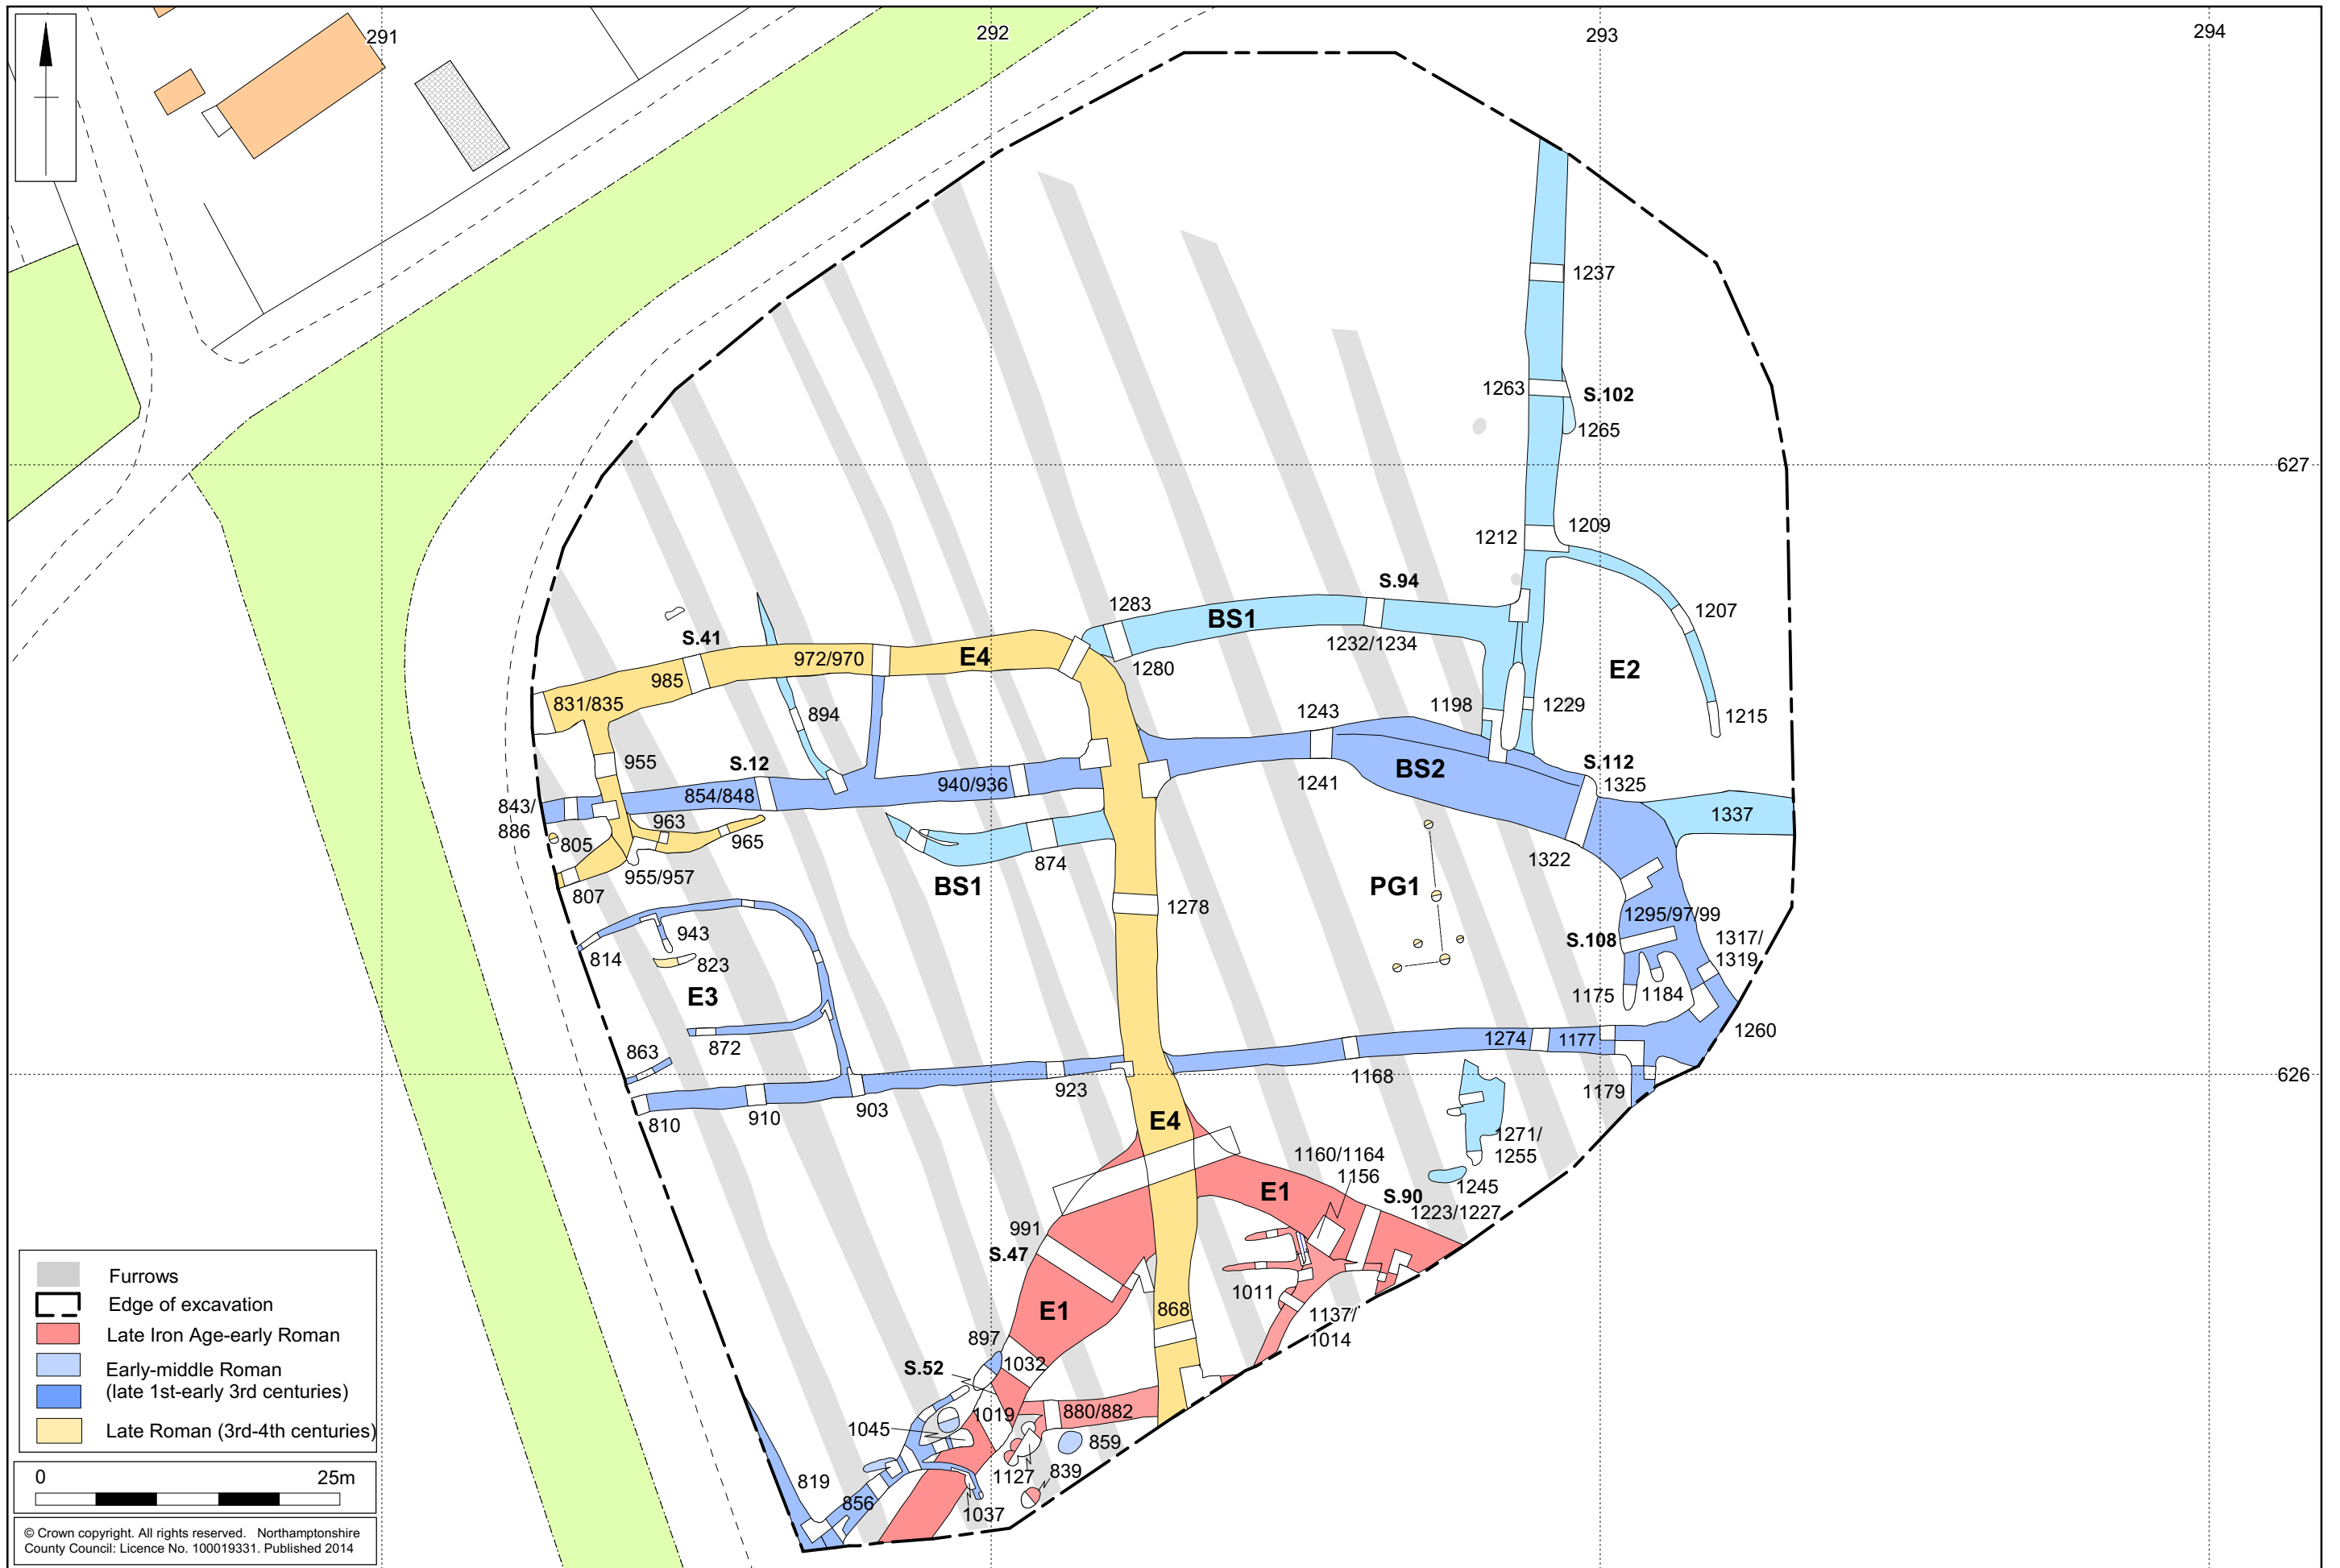 291
292
293
294
1237
1263
S.102
1265
627
1212
1209
1207
S.94
1283
BS1
1232/1234
1280
E2
S.41
972/970
E4
985
831/835
894
1198
1229
1215
1243
955
S.12
S.112
1325
BS2
1241
854/848
940/936
843/
886
1337
963
805
965
1322
874
955/957
807
BS1
PG1
1278
1295/97/99
943
S.108
1317/
1319
814
823
E3
1175
1184
1260
872
863
1274
1177
626
1168
923
1179
810
910
903
E4
1271/
1255
1160/1164
1156
1245
E1
S.90
1223/1227
991
S.47
1011
E1
868
1137/
1014
897
1032
S.52
1019
880/882
1045
859
1127
839
819
856
1037
Furrows
Edge of excavation
Late Iron Age-early Roman
Early-middle Roman
(late 1st-early 3rd centuries)
Late Roman (3rd-4th centuries)
0 25m
© Crown copyright. All rights reserved. Northamptonshire
County Council: Licence No. 100019331. Published 2014